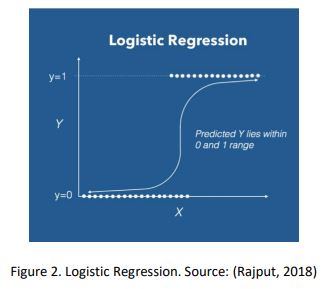 Logistic Regression
y=1
Y
Predicted Y lies within
0 and 1 range
y=0
X
Figure 2. Logistic Regression. Source: (Rajput, 2018)